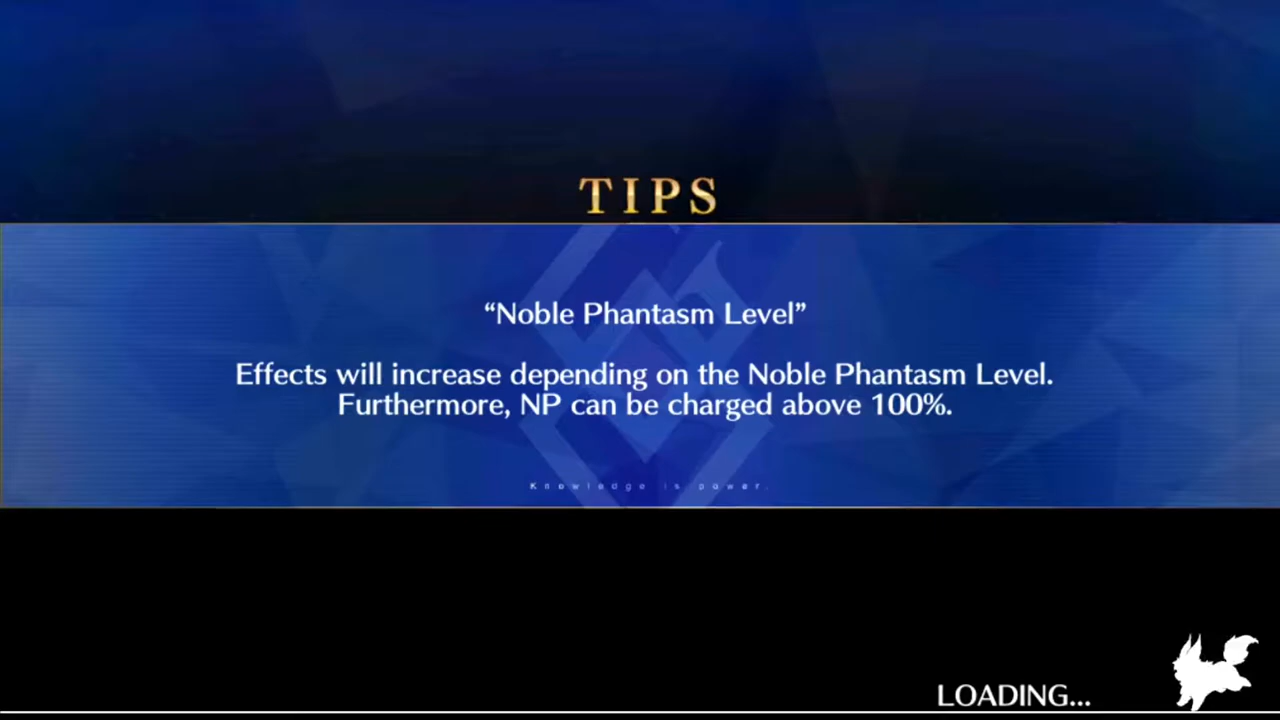 TIPS
“Noble Phantasm Level”
Effects will increase depending on the Noble Phantasm Level.
Furthermore, NP can be charged above 100%.
Knowledge is power.
LOADING...